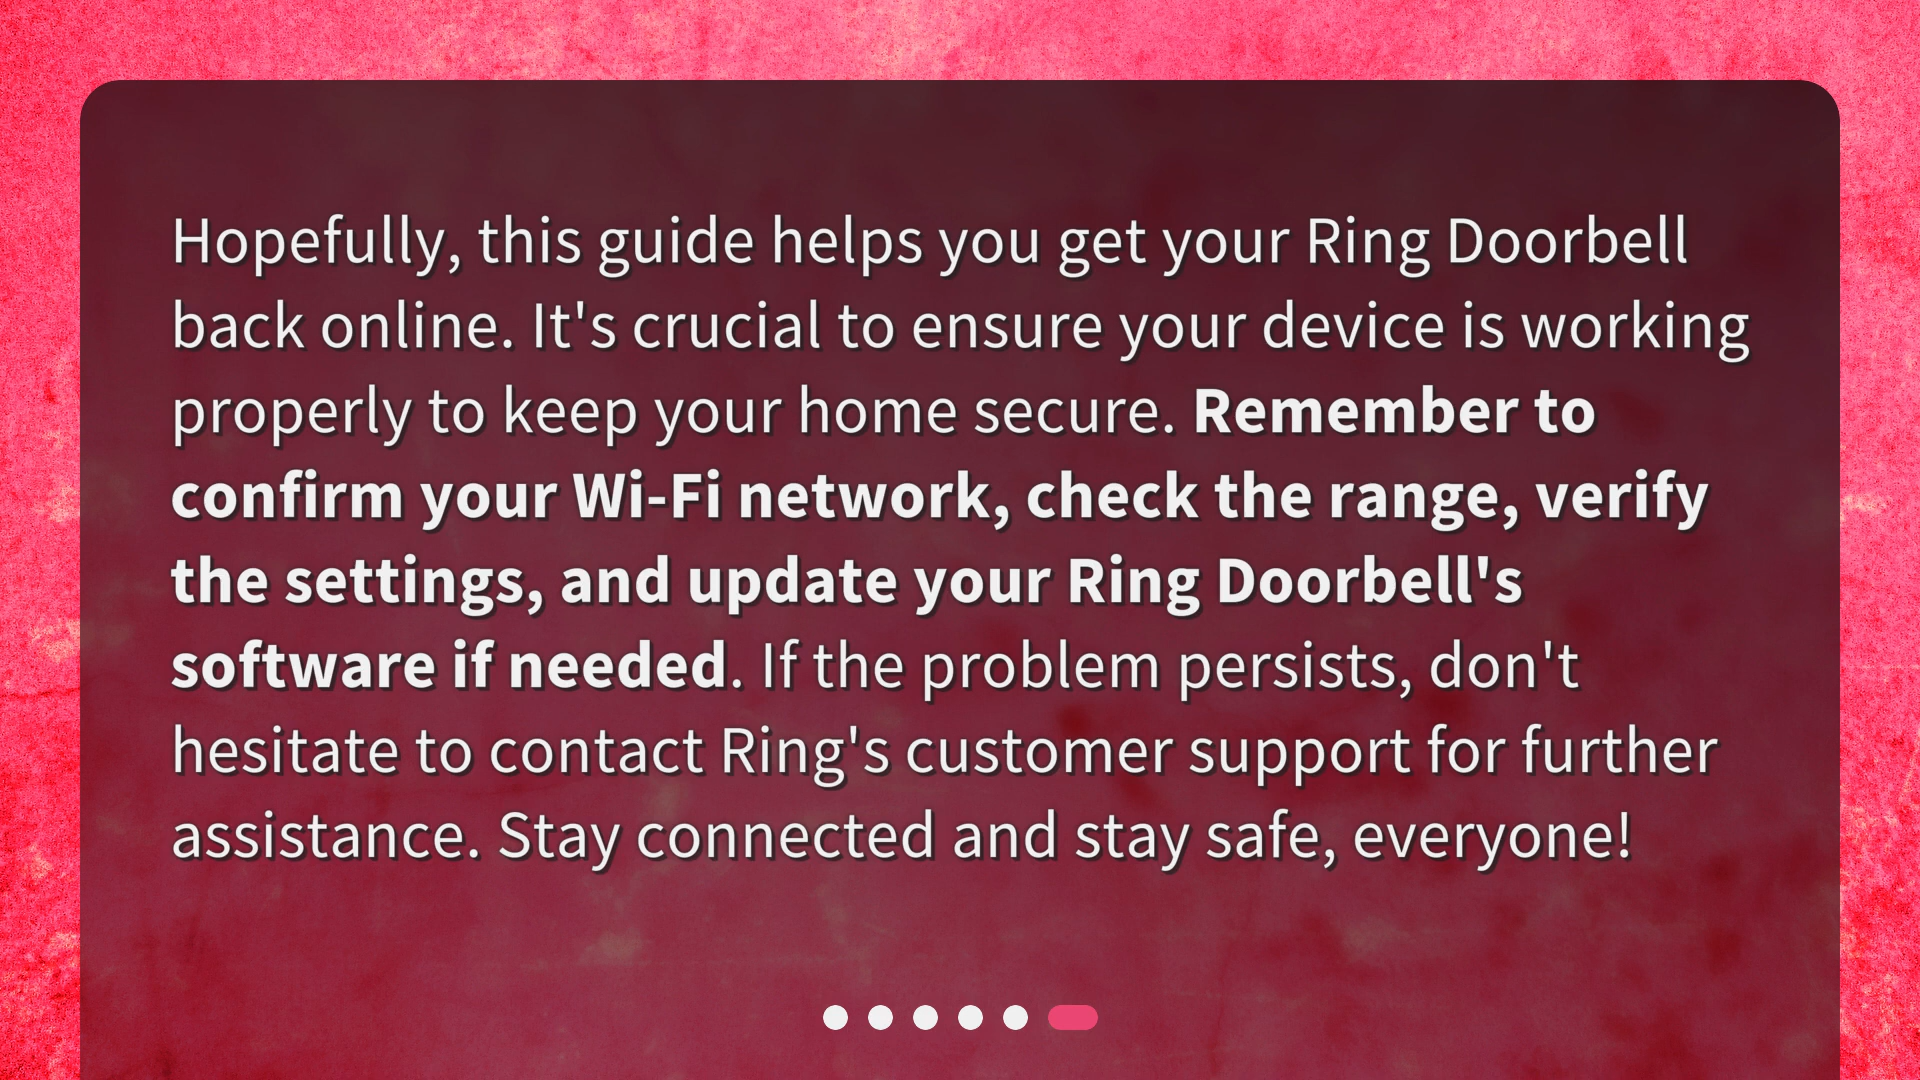 Hopefully, this guide helps you get your Ring Doorbell
back online. It's crucial to ensure your device is working
properly to keep your home secure. Remember to
confirm your Wi-Fi network, check the range, verify
the settings, and update your Ring Doorbell's
software if needed. If the problem persists, don't
hesitate to contact Ring's customer support for further
assistance. Stay connected and stay safe, everyone!